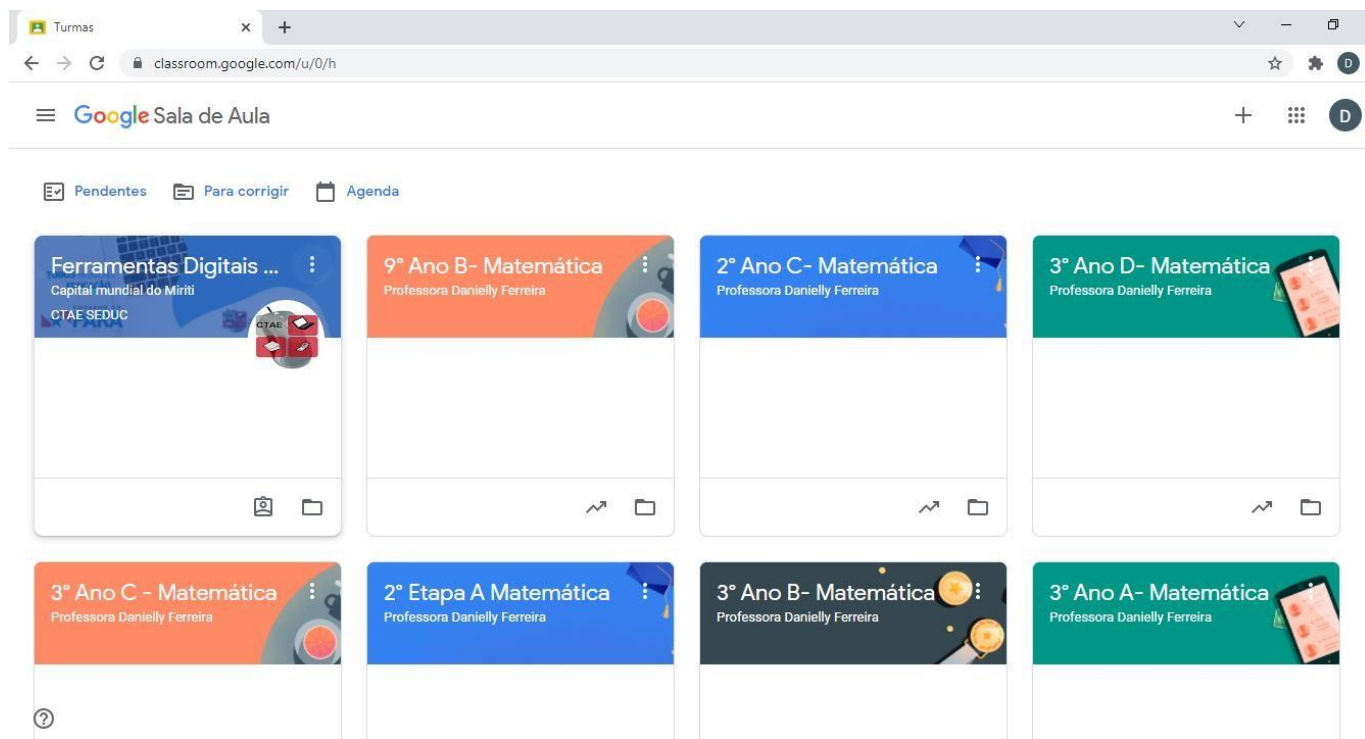 Turmas
classroom.google.com/u/0/h
D
Google Sala de Aula
D
Pendentes Para corrigir Agenda
Ferramentas Digitais ...
Capital mundial do Miriti
CTAE SEDUC
PARÁ
CTAE
9° Ano B- Matemática
Professora Danielly Ferreira
2° Ano C- Matemática
Professora Danielly Ferreira
3° Ano D- Matemática
Professora Danielly Ferreira
3° Ano C - Matemática
Professora Danielly Ferreira
2° Etapa A Matemática
Professora Danielly Ferreira
3° Ano B- Matemática
Professora Danielly Ferreira
3° Ano A- Matemática
Professora Danielly Ferreira